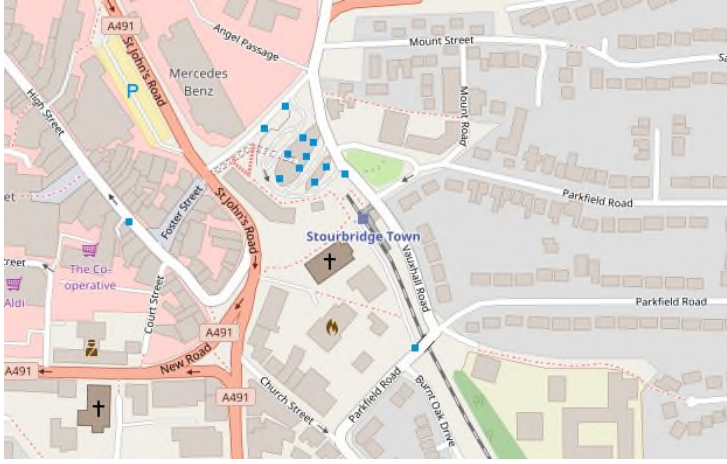 A491
Angel Passage
Mount Street
St John's Road
Mercedes
Benz
P
High Street
Mount Road
Parkfield Road
Foster Street
St John's Road
Stourbridge Town
The Co-
operative
Aldi
Court Street
Vauxhall Road
Parkfield Road
A491
New Road
A491
A491
Church Street
Parkfield Road
Burnt Oak Drive